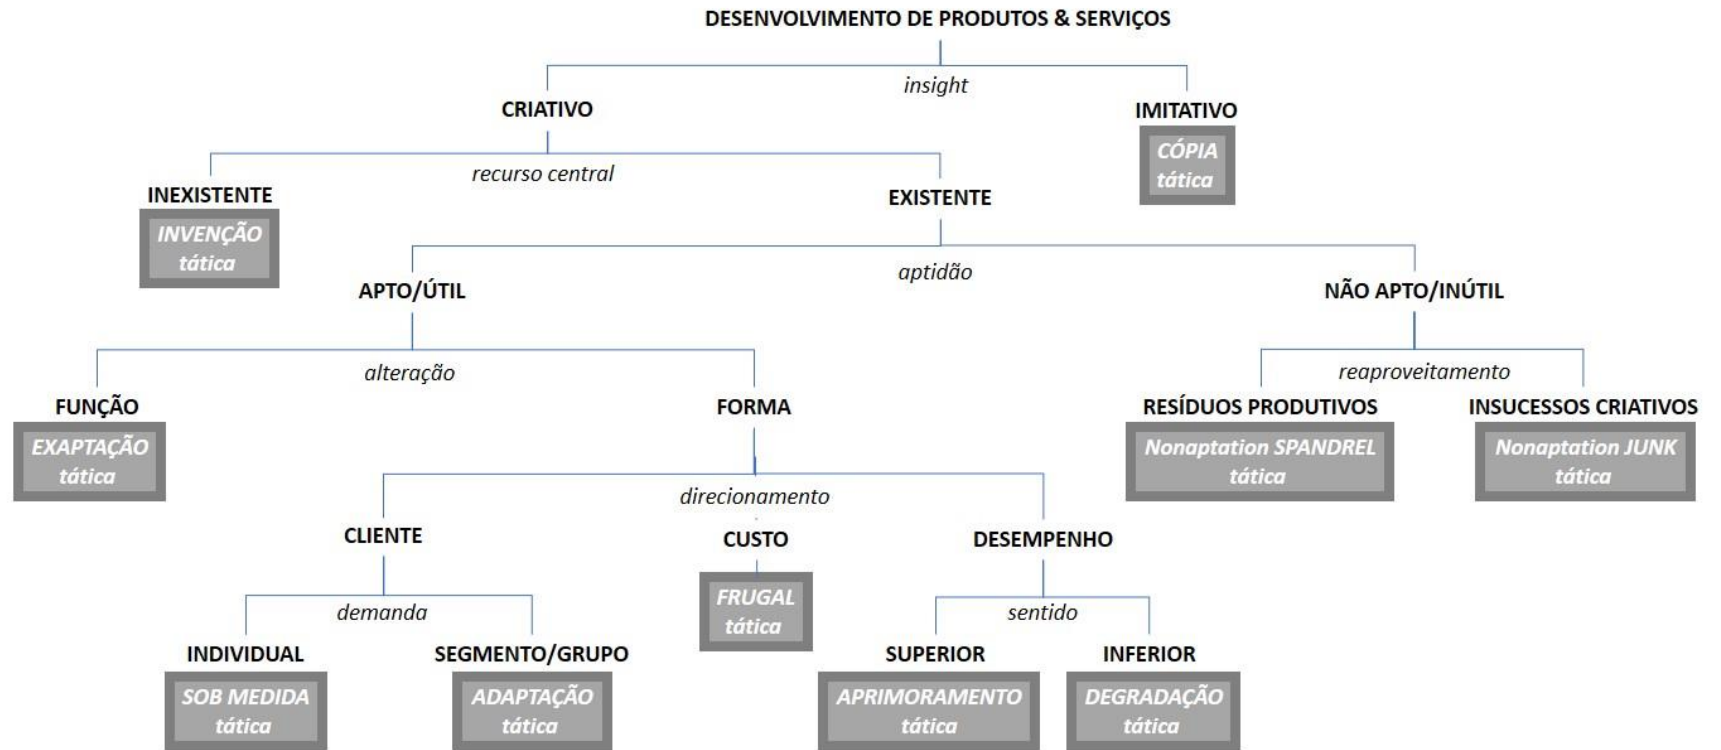 DESENVOLVIMENTO DE PRODUTOS & SERVIÇOS
insight
CRIATIVO
IMITATIVO
CÓPIA
tática
recurso central
INEXISTENTE
INVENÇÃO
tática
EXISTENTE
aptidão
APTO/ÚTIL
NÃO APTO/INÚTIL
alteração
reaproveitamento
FUNÇÃO
EXAPTAÇÃO
tática
FORMA
RESÍDUOS PRODUTIVOS
Nonaptation SPANDREL
tática
INSUCESSOS CRIATIVOS
Nonaptation JUNK
tática
direcionamento
CLIENTE
CUSTO
FRUGAL
tática
DESEMPENHO
demanda
sentido
INDIVIDUAL
SOB MEDIDA
tática
SEGMENTO/GRUPO
ADAPTAÇÃO
tática
SUPERIOR
APRIMORAMENTO
tática
INFERIOR
DEGRADAÇÃO
tática